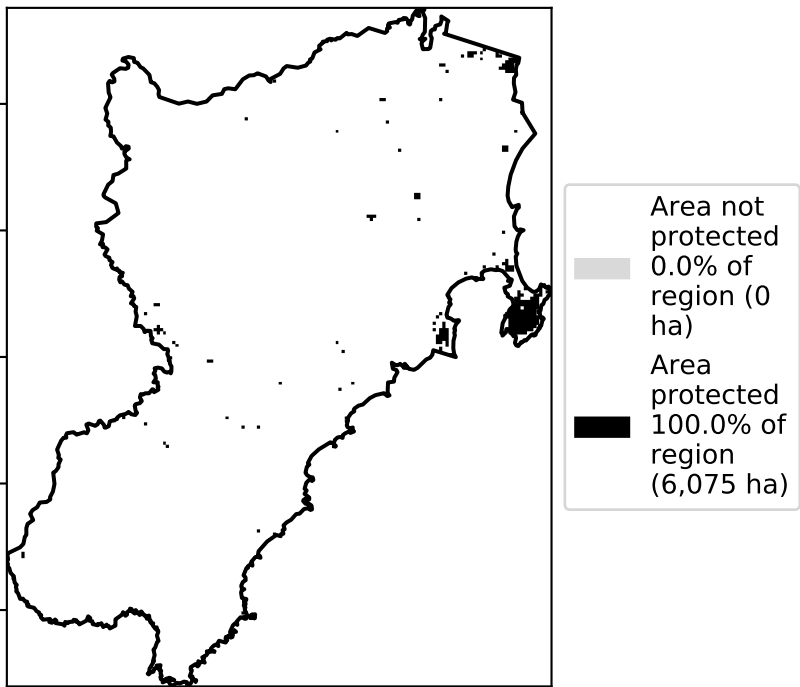 Area not
protected
0.0% of
region (0
ha)
Area
protected
100.0% of
region
(6,075 ha)